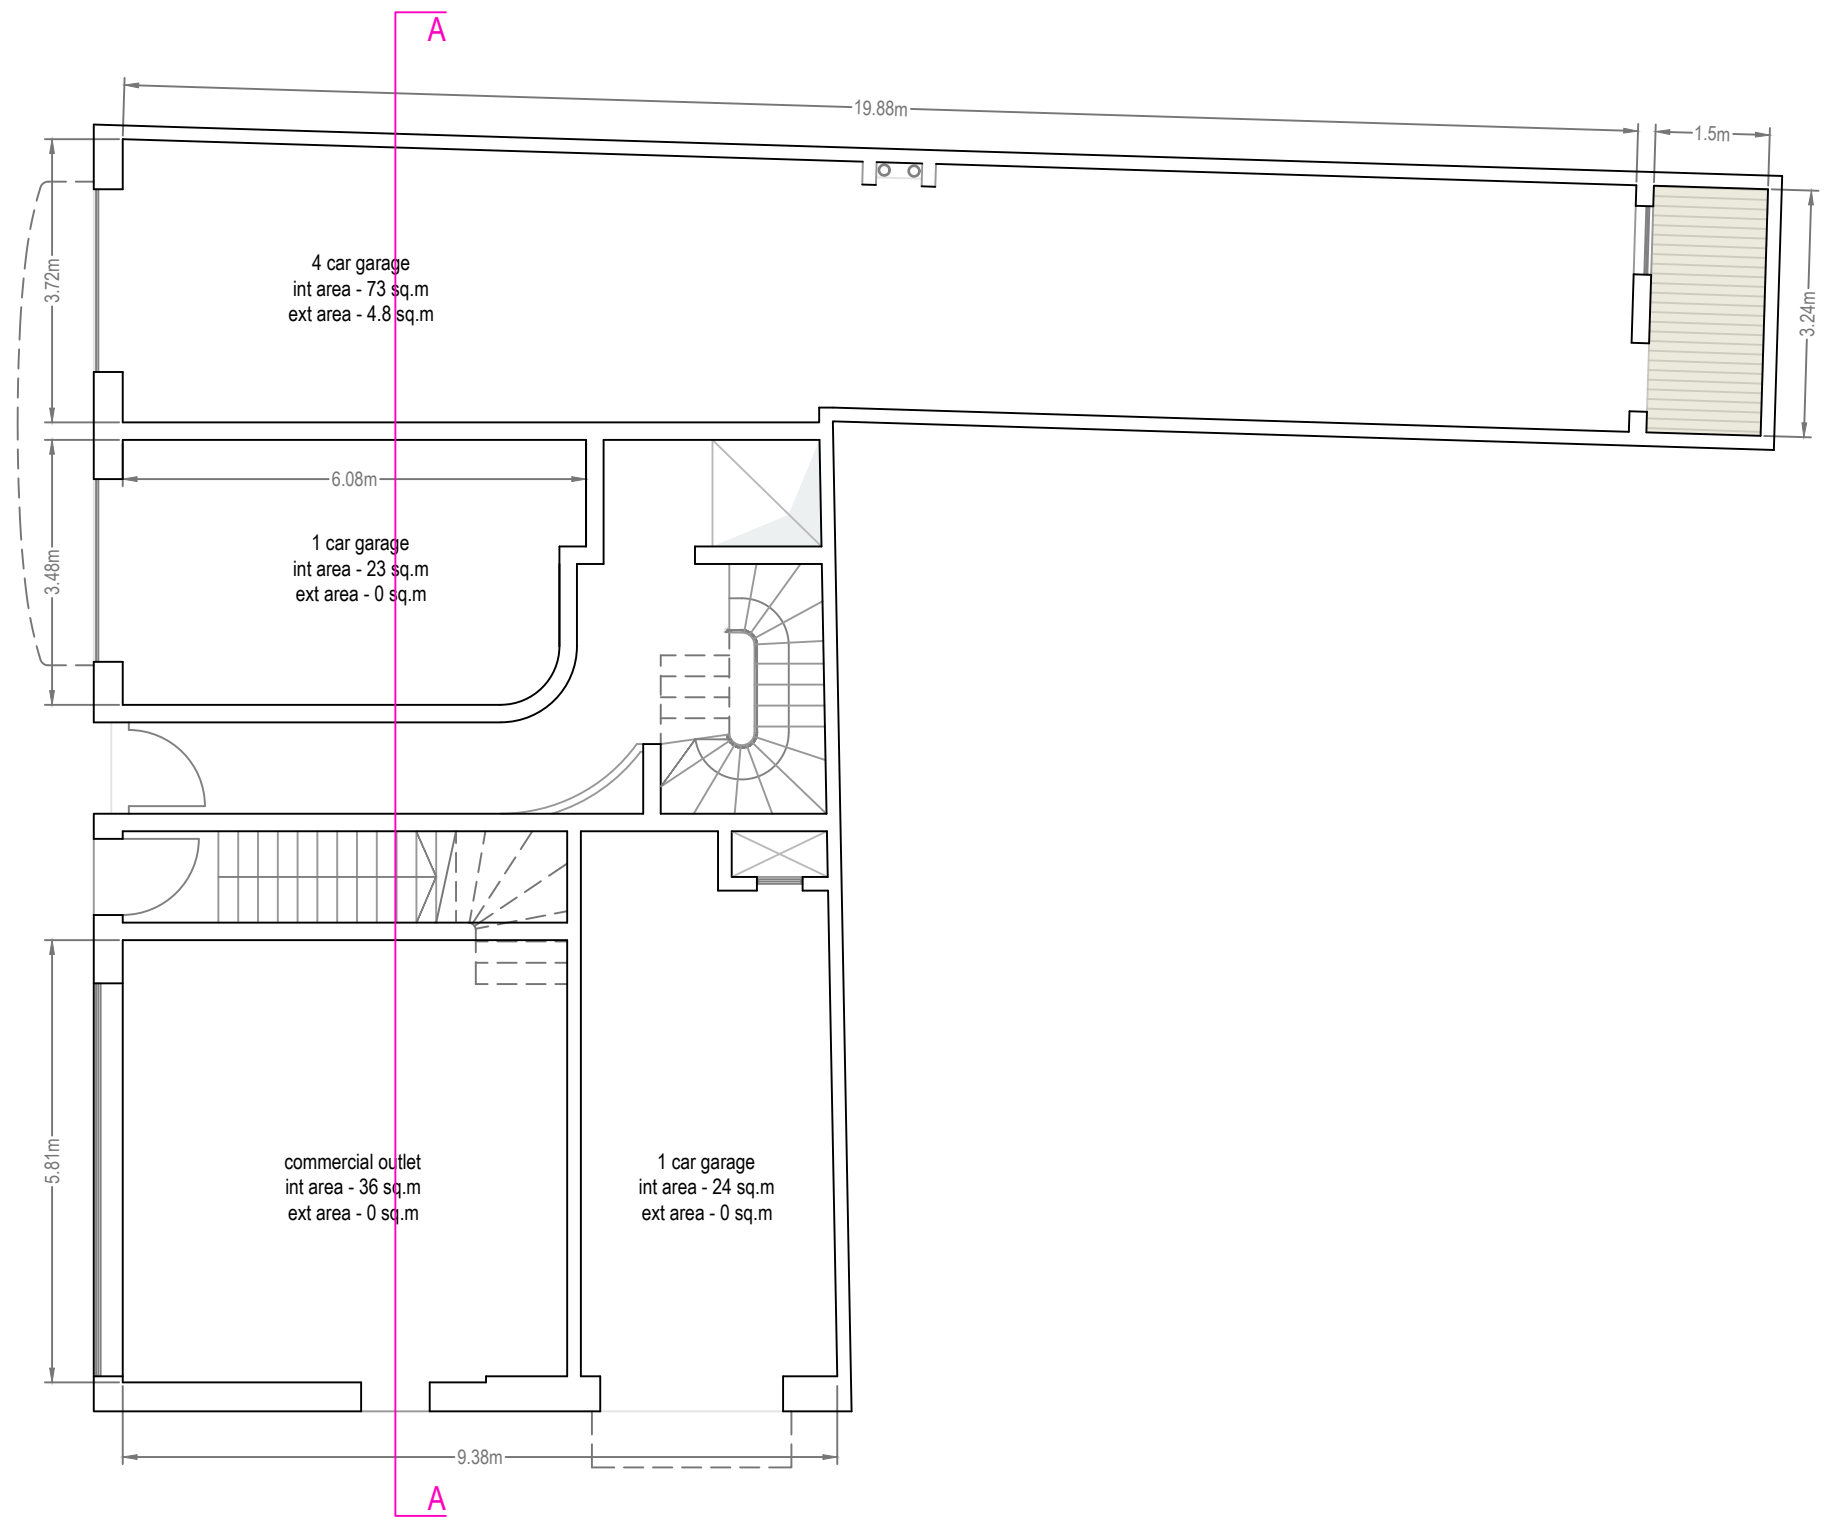 A
19.88m
1.5m
3.72m
4 car garage
int area - 73 sq.m
ext area - 4.8 sq.m
3.24m
6.08m
3.48m
1 car garage
int area - 23 sq.m
ext area - 0 sq.m
5.81m
commercial outlet
int area - 36 sq.m
ext area - 0 sq.m
1 car garage
int area - 24 sq.m
ext area - 0 sq.m
9.38m
A